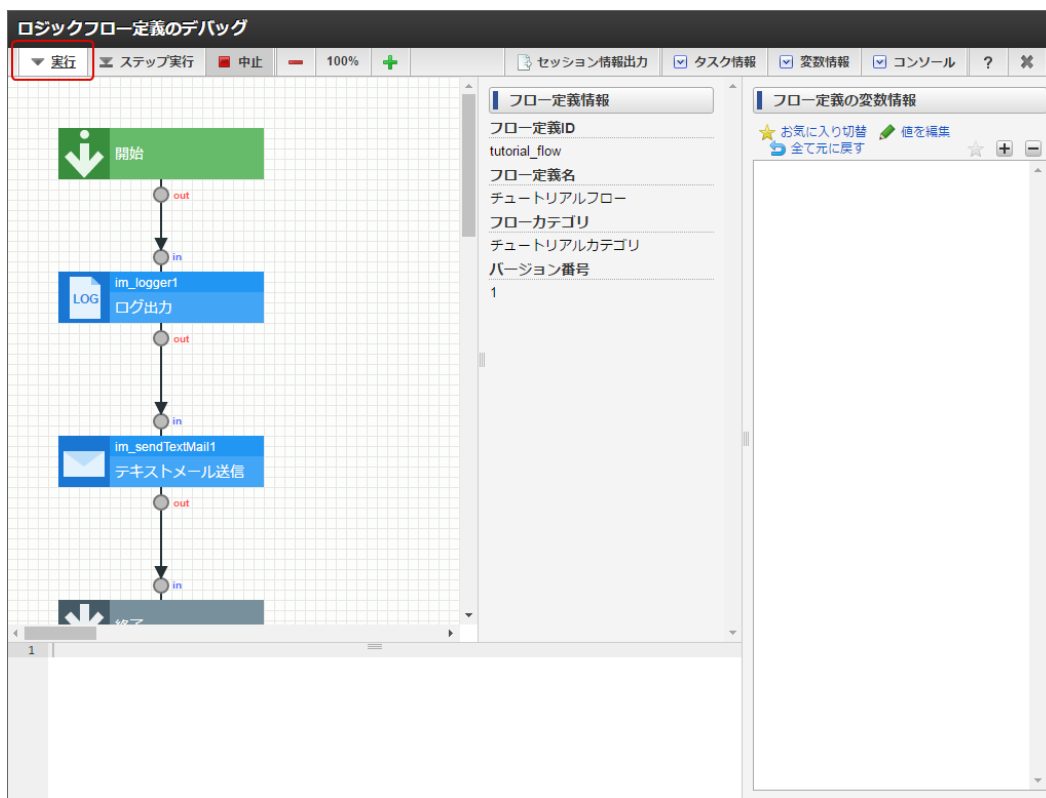 ロジックフロー定義のデバッグ
実行 ステップ実行 中止 100% セッション情報出力 タスク情報 変数情報 コンソール ?
開始
out
in
im_logger1
LOG
ログ出力
out
in
im_sendTextMail1
テキストメール送信
out
in
終了
フロー定義情報
フロー定義ID
tutorial_flow
フロー定義名
チュートリアルフロー
フローカテゴリ
チュートリアルカテゴリ
バージョン番号
1
フロー定義の変数情報
お気に入り切替 値を編集
全て元に戻す
1